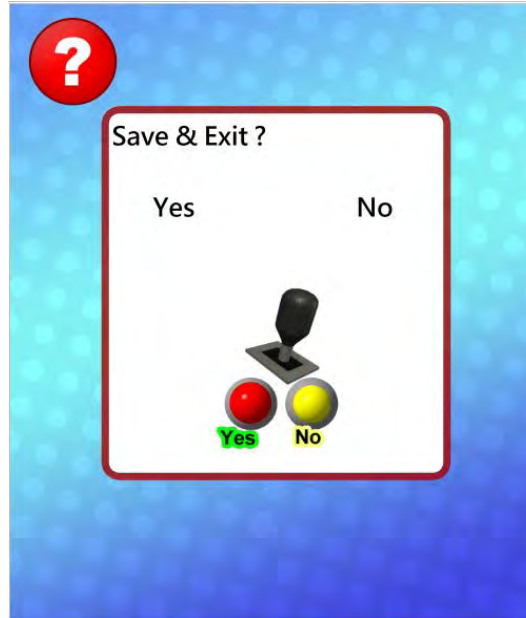 ?
Save & Exit ?
Yes No
Yes No